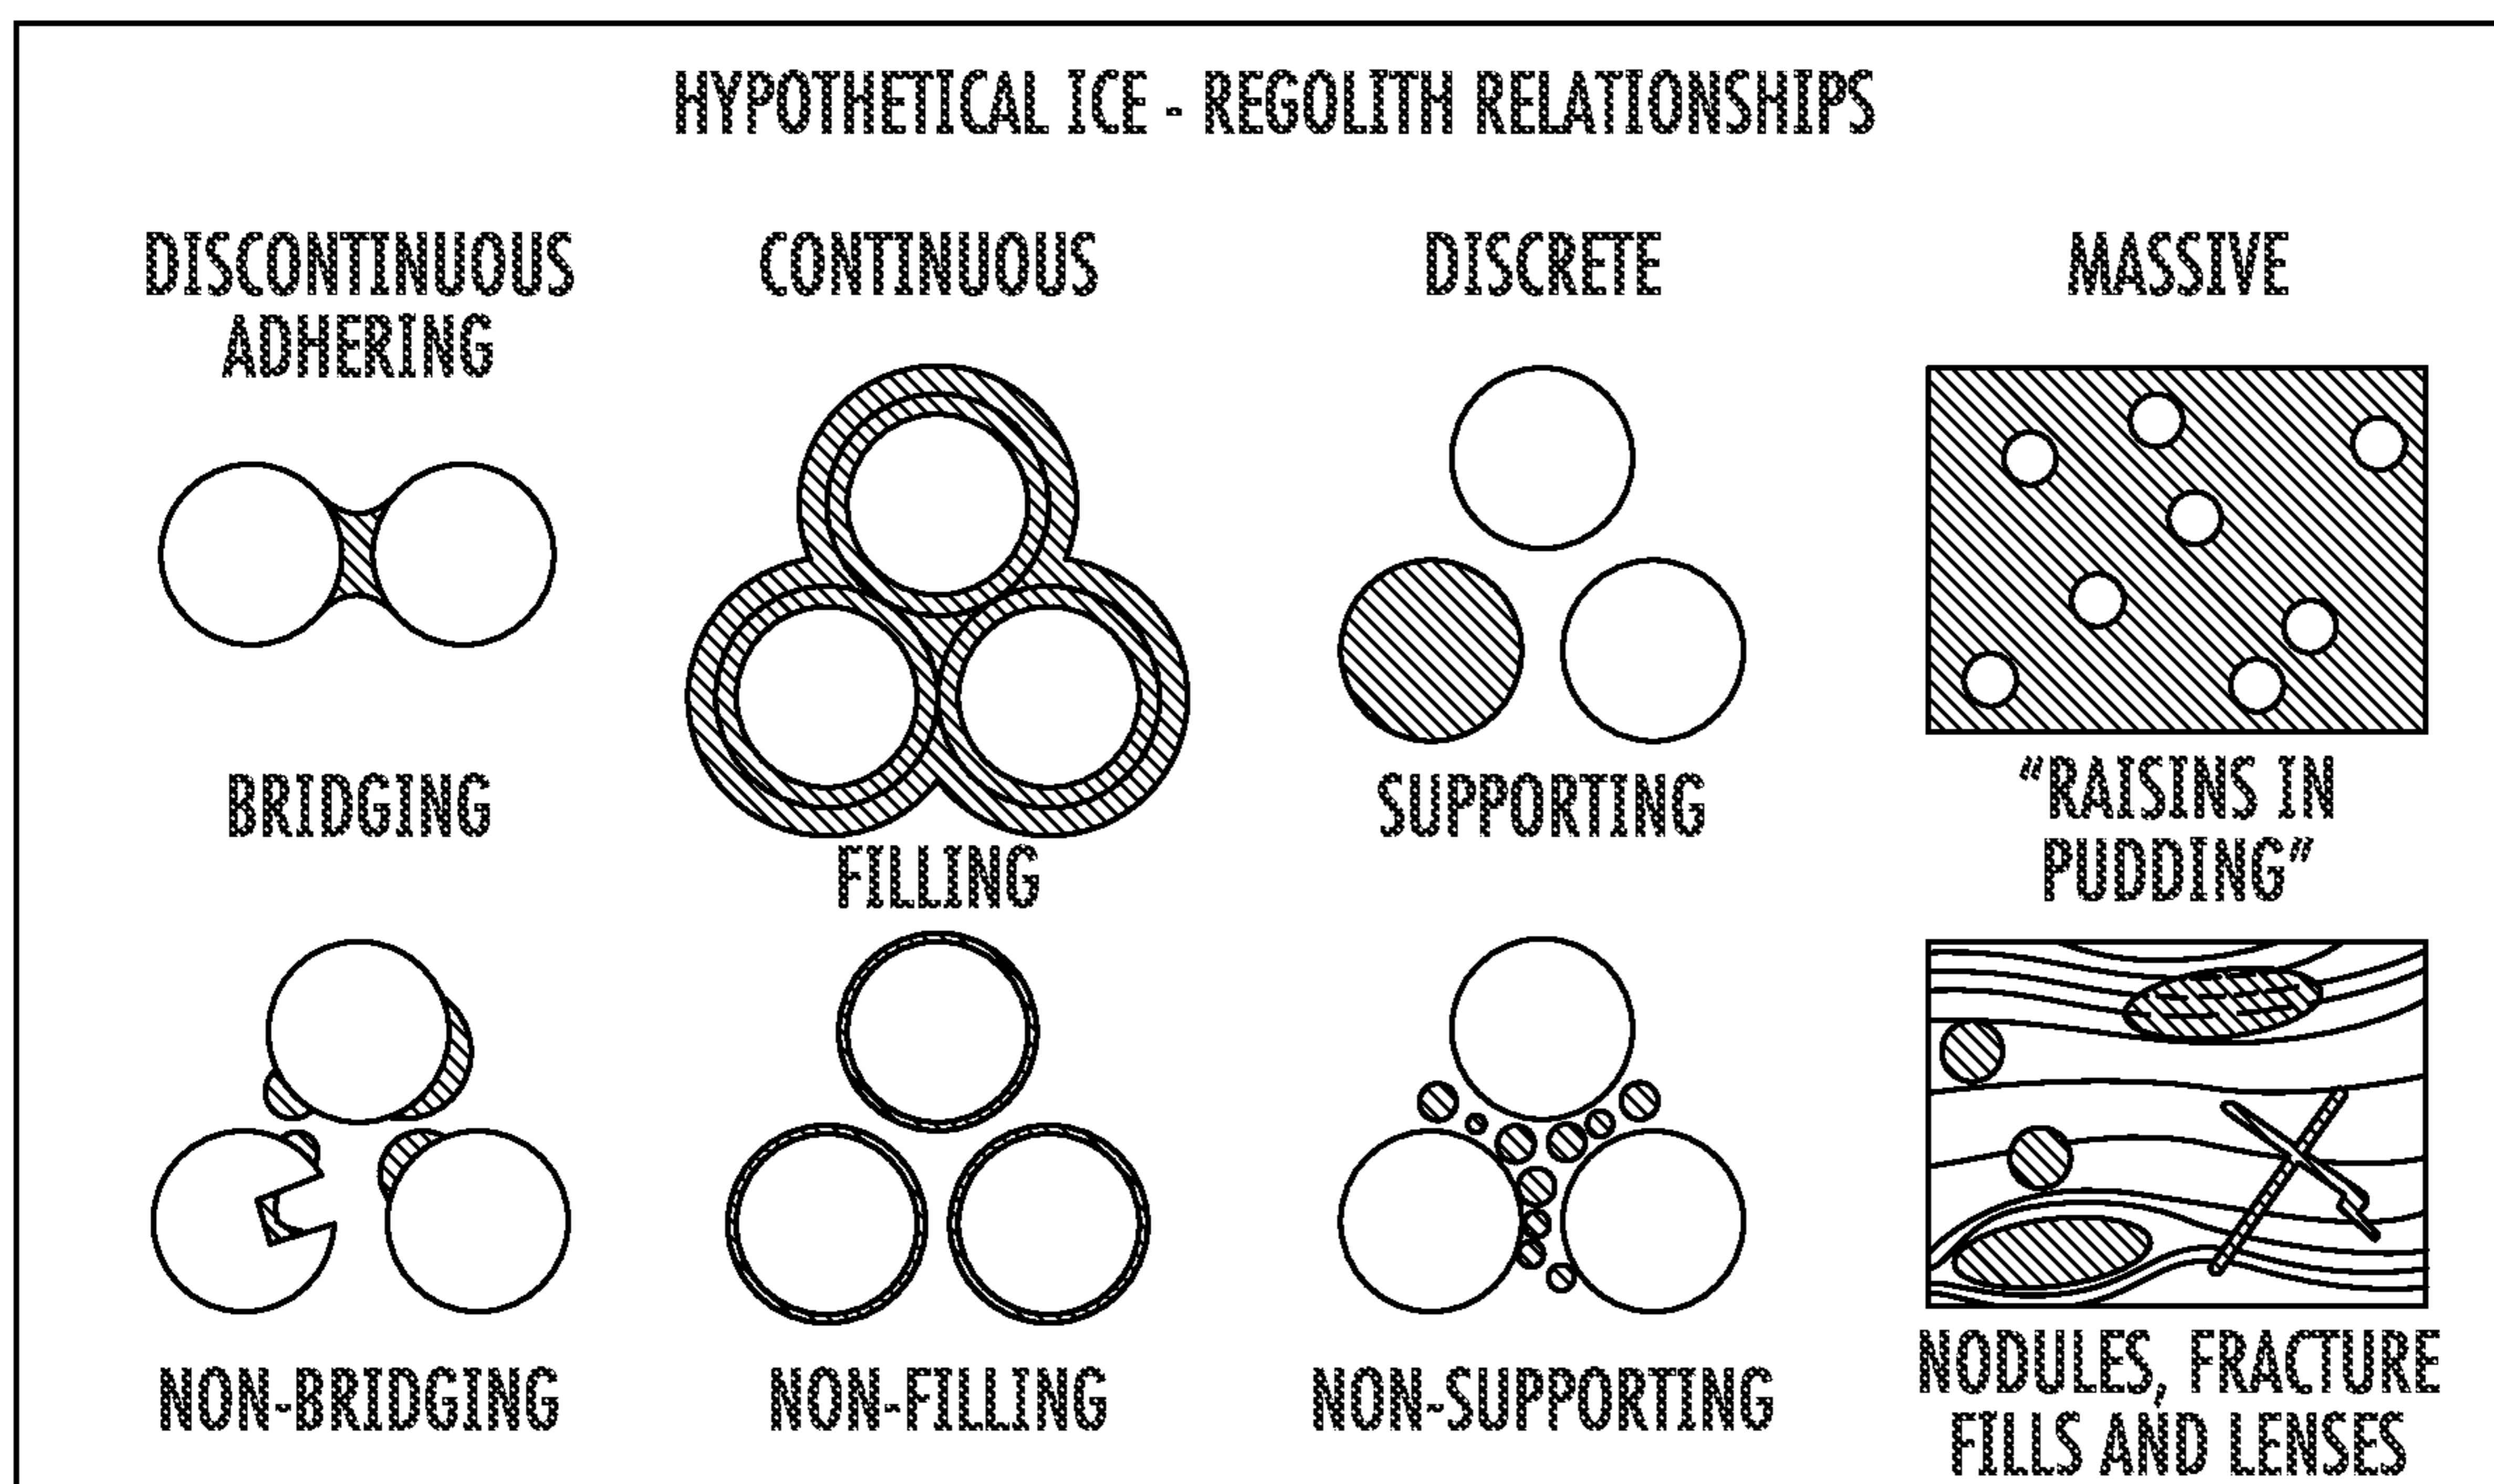 HYPOTHETICAL ICE - REGOLITH RELATIONSHIPS
DISCONTINUOUS
ADHERING
CONTINUOUS
DISCRETE
MASSIVE
BRIDGING
FILLING
SUPPORTING
"RAISINS IN
PUDDING"
NON-BRIDGING
NON-FILLING
NON-SUPPORTING
NODULES, FRACTURE
FILLS AND LENSES